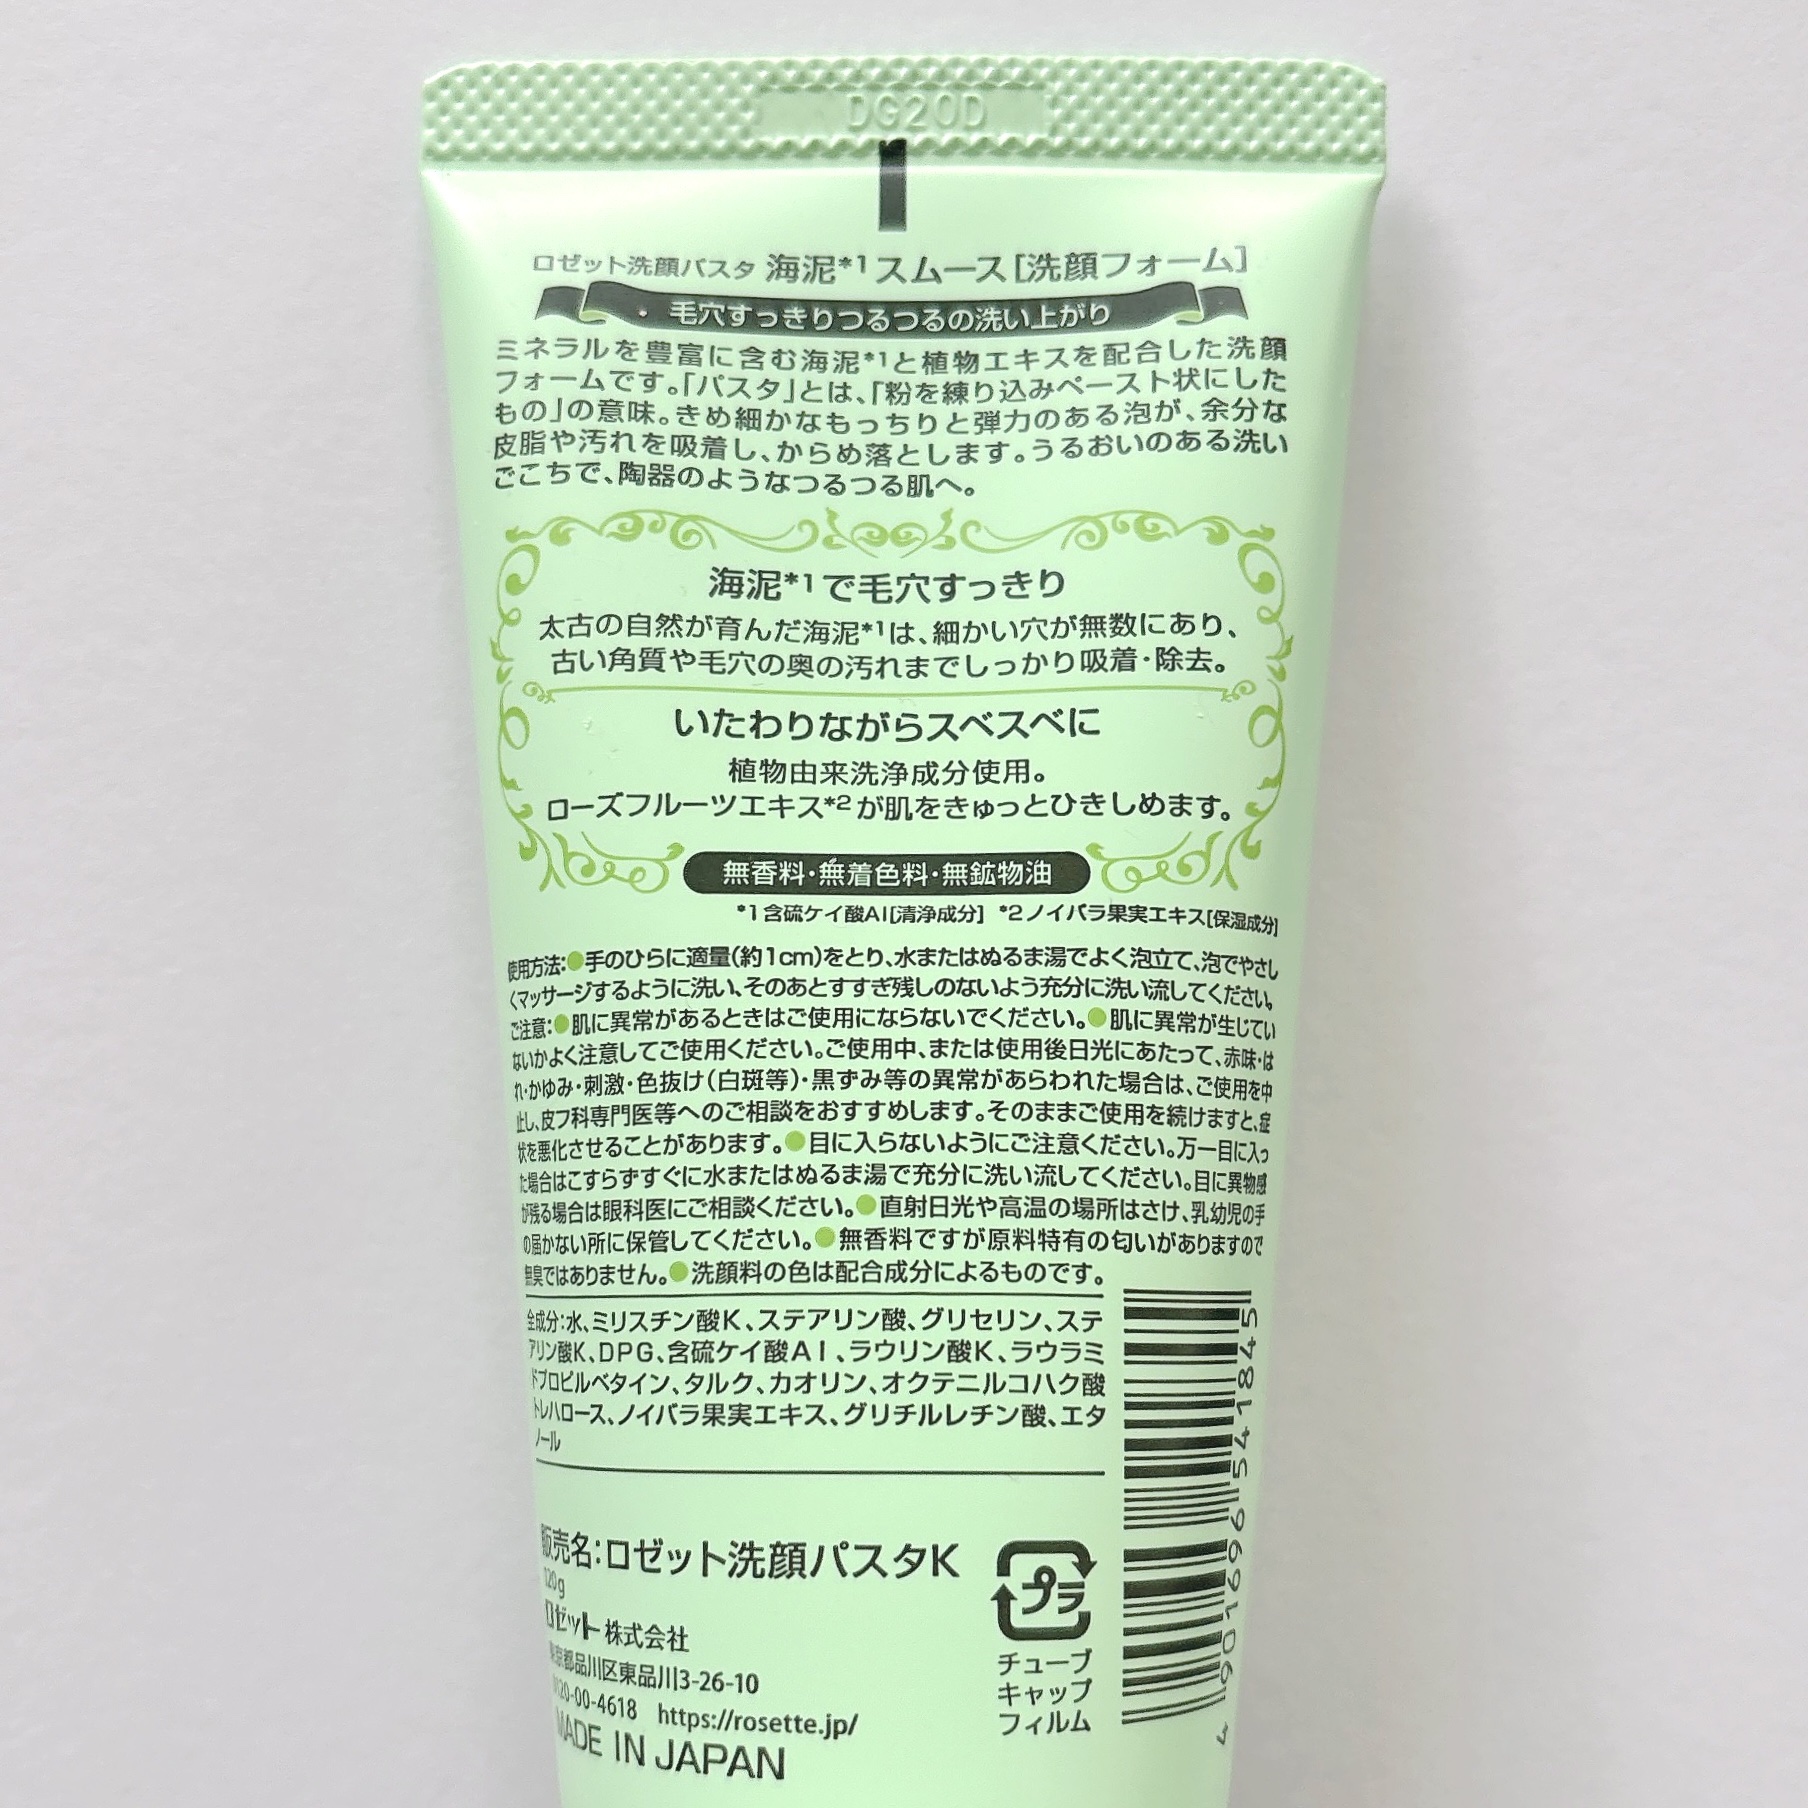 DG20D
ロゼット洗顔パスタ 海泥*1スムース[洗顔フォーム]
毛穴すっきりつるつるの洗い上がり
ミネラルを豊富に含む海泥*1と植物エキスを配合した洗顔
フォームです。「パスタ」とは、「粉を練り込みペースト状にした
もの」の意味。きめ細かなもっちりと弾力のある泡が、余分な
皮脂や汚れを吸着し、からめ落とします。うるおいのある洗い
ごこちで、陶器のようなつるつる肌へ。
海泥*1で毛穴すっきり
太古の自然が育んだ海泥*1は、細かい穴が無数にあり、
古い角質や毛穴の奥の汚れまでしっかり吸着・除去。
いたわりながらスベスベに
植物由来洗浄成分使用。
ローズフルーツエキス*2が肌をきゅっとひきしめます。
無香料・無着色料・無鉱物油
*1含硫ケイ酸Al[清浄成分] *2ノイバラ果実エキス[保湿成分]
使用方法:●手のひらに適量(約1cm)をとり、水またはぬるま湯でよく泡立て、泡でやさし
くマッサージするように洗い、そのあとすすぎ残しのないよう充分に洗い流してください。
ご注意:●肌に異常があるときはご使用にならないでください。●肌に異常が生じてい
ないかよく注意してご使用ください。ご使用中、または使用後日光にあたって、赤味・は
れ・かゆみ・刺激・色抜け(白斑等)・黒ずみ等の異常があらわれた場合は、ご使用を中
止し、皮フ科専門医等へのご相談をおすすめします。そのままご使用を続けますと、症
状を悪化させることがあります。●目に入らないようにご注意ください。万一目に入っ
た場合はこすらずすぐに水またはぬるま湯で充分に洗い流してください。目に異物感
が残る場合は眼科医にご相談ください。●直射日光や高温の場所はさけ、乳幼児の手
の届かない所に保管してください。●無香料ですが原料特有の匂いがありますので
無臭ではありません。●洗顔料の色は配合成分によるものです。
全成分:水、ミリスチン酸K、ステアリン酸、グリセリン、ステ
アリン酸K、DPG、含硫ケイ酸Al、ラウリン酸K、ラウラミ
ドプロピルベタイン、タルク、カオリン、オクテニルコハク酸
トレハロース、ノイバラ果実エキス、グリチルレチン酸、エタ
ノール
販売名:ロゼット洗顔パスタK
120g
ロゼット株式会社
東京都品川区東品川3-26-10
0120-00-4618 https://rosette.jp/
MADE IN JAPAN
プラ
チューブ
キャップ
フィルム
4901696541845
4